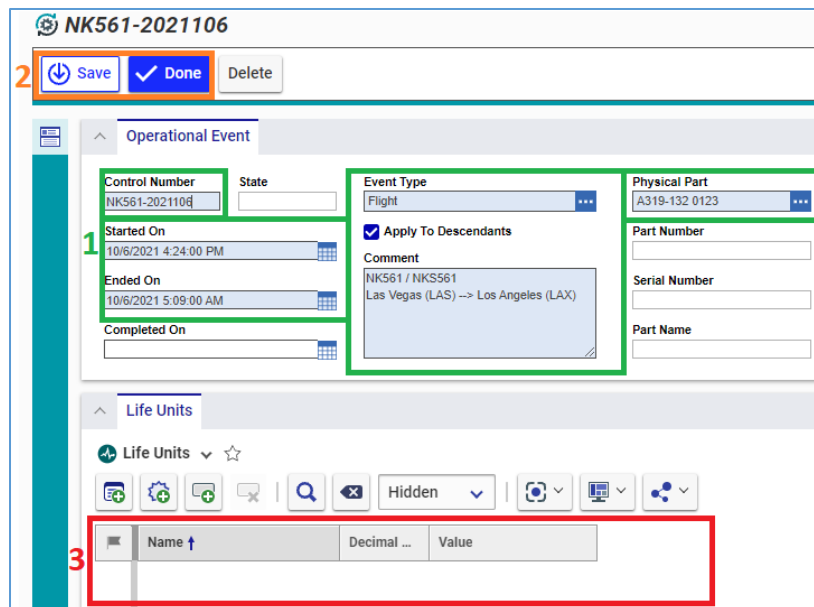 NK561-2021106
2
Save
Done
Delete
Operational Event
Control Number
State
Event Type
Physical Part
NK561-2021106
Flight
A319-132 0123
1
Started On
Apply To Descendants
Part Number
10/6/2021 4:24:00 PM
Comment
NK561 / NKS561
Las Vegas (LAS) --> Los Angeles (LAX)
Ended On
Serial Number
10/6/2021 5:09:00 AM
Completed On
Part Name
Life Units
Life Units
Hidden
3
Name
Decimal ...
Value